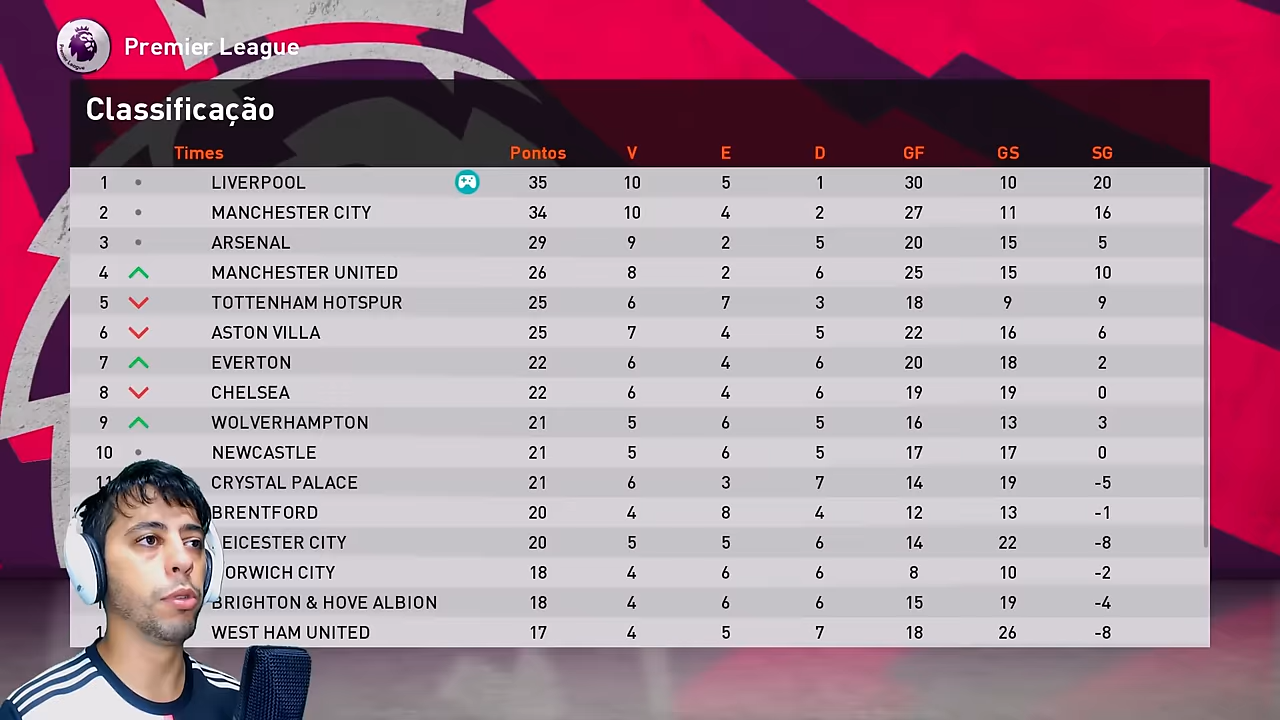 Premier League
Classificação
Times Pontos V E D GF GS SG
1 LIVERPOOL 35 10 5 1 30 10 20
2 MANCHESTER CITY 34 10 4 2 27 11 16
3 ARSENAL 29 9 2 5 20 15 5
4 MANCHESTER UNITED 26 8 2 6 25 15 10
5 TOTTENHAM HOTSPUR 25 6 7 3 18 9 9
6 ASTON VILLA 25 7 4 5 22 16 6
7 EVERTON 22 6 4 6 20 18 2
8 CHELSEA 22 6 4 6 19 19 0
9 WOLVERHAMPTON 21 5 6 5 16 13 3
10 NEWCASTLE 21 5 6 5 17 17 0
11 CRYSTAL PALACE 21 6 3 7 14 19 -5
BRENTFORD 20 4 8 4 12 13 -1
EICESTER CITY 20 5 5 6 14 22 -8
ORWICH CITY 18 4 6 6 8 10 -2
BRIGHTON & HOVE ALBION 18 4 6 6 15 19 -4
WEST HAM UNITED 17 4 5 7 18 26 -8